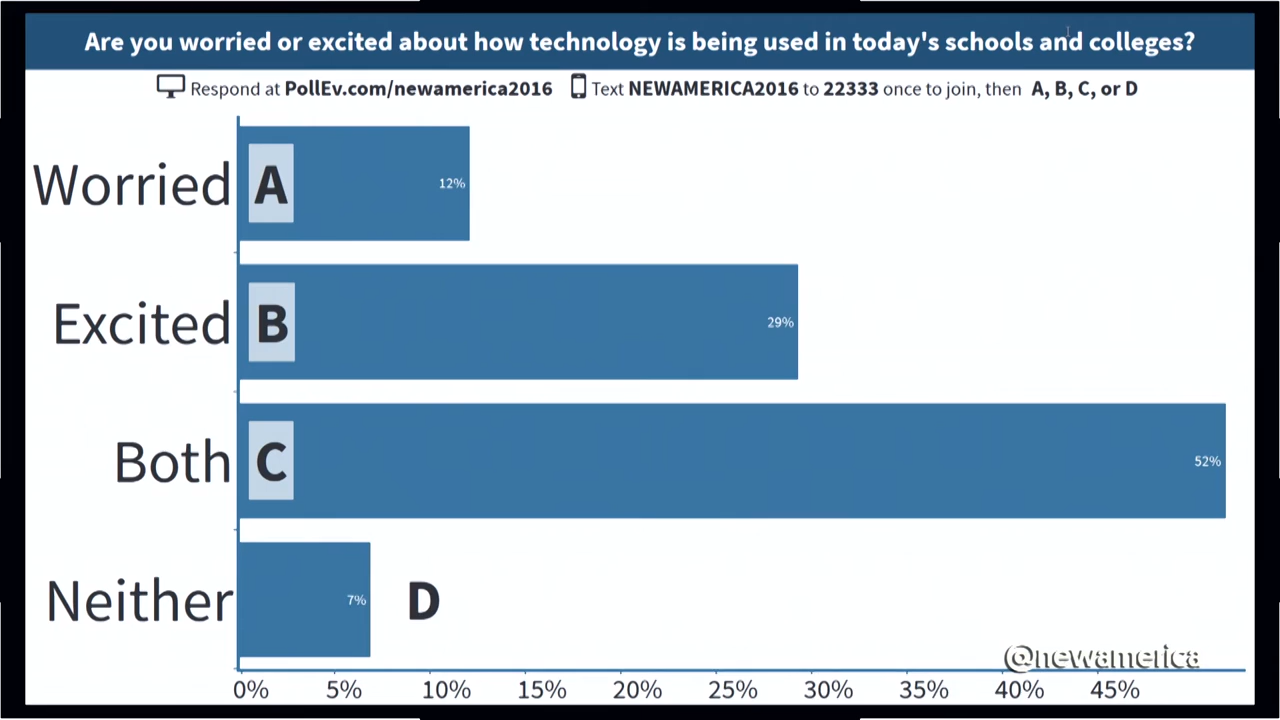 Are you worried or excited about how technology is being used in today's schools and colleges?
Respond at PollEv.com/newamerica2016 Text NEWAMERICA2016 to 22333 once to join, then A, B, C, or D
Worried A 12%
Excited B 29%
Both C 52%
Neither 7% D
@newamerica
0% 5% 10% 15% 20% 25% 30% 35% 40% 45%